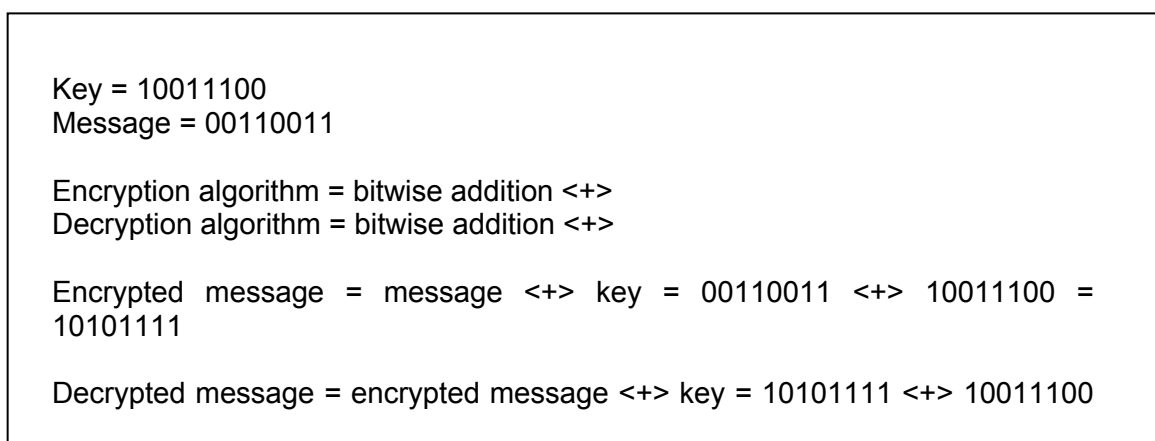 Key = 10011100
Message = 00110011
Encryption algorithm = bitwise addition <+>
Decryption algorithm = bitwise addition <+>
Encrypted message = message <+> key = 00110011 <+> 10011100 =
10101111
Decrypted message = encrypted message <+> key = 10101111 <+> 10011100